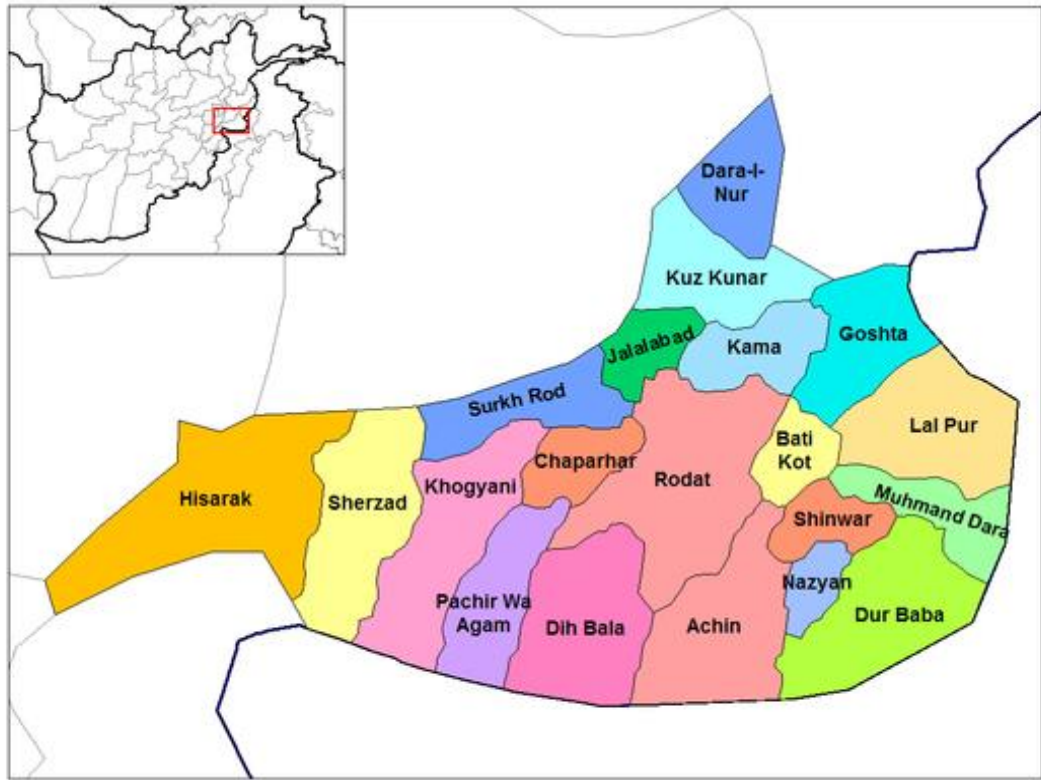 Dara-I-
Nur
Kuz Kunar
Goshta
Jalalabad
Kama
Surkh Rod
Lal Pur
Bati
Kot
Chaparhar
Khogyani
Rodat
Hisarak
Sherzad
Muhmand Dara
Shinwar
Nazyan
Pachir Wa
Agam
Dih Bala
Achin
Dur Baba